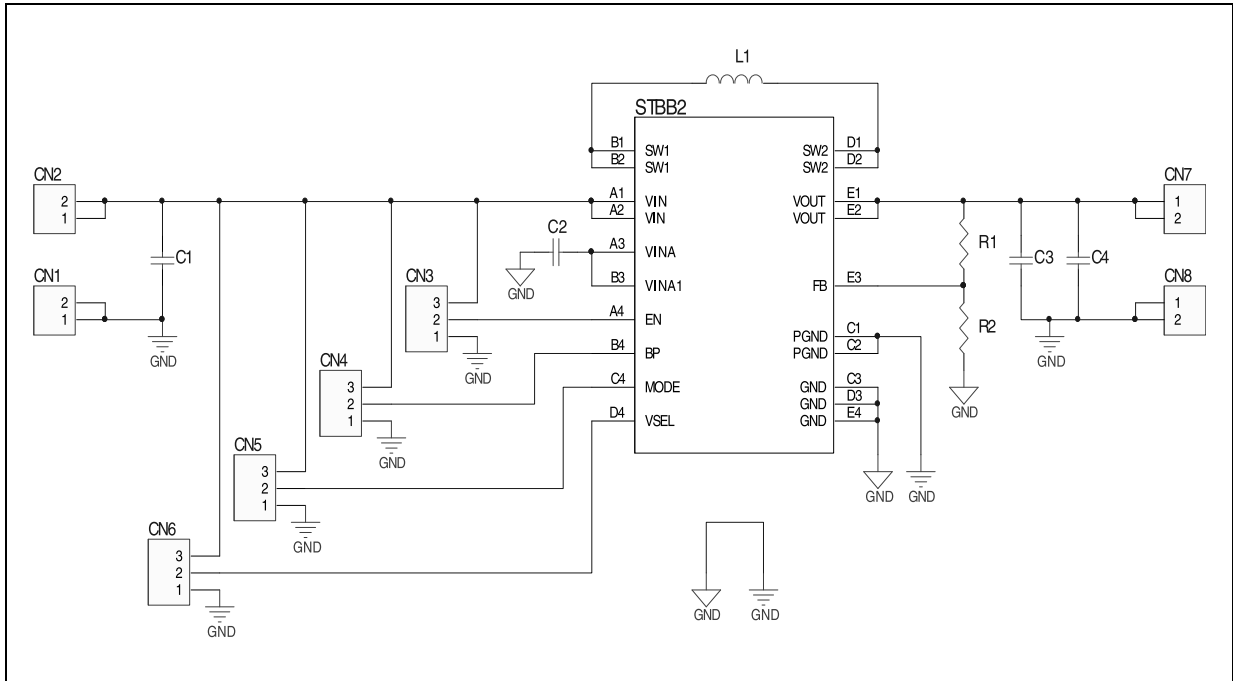 L1
STBB2
B1 SW1 SW2 D1
B2 SW1 SW2 D2
CN2
2
1
A1 VIN VOUT E1
A2 VIN VOUT E2
CN7
1
2
C1
C2
GND
A3 VINA
B3 VINA1 FB E3
R1
C3
C4
CN1
2
1
GND
CN3
3
2
1
GND
A4 EN PGND C1
PGND C2
R2
GND
GND
CN8
1
2
B4 BP
CN4
3
2
1
GND
C4 MODE GND C3
GND D3
D4 VSEL GND E4
GND
GND
CN5
3
2
1
GND
CN6
3
2
1
GND
GND
GND